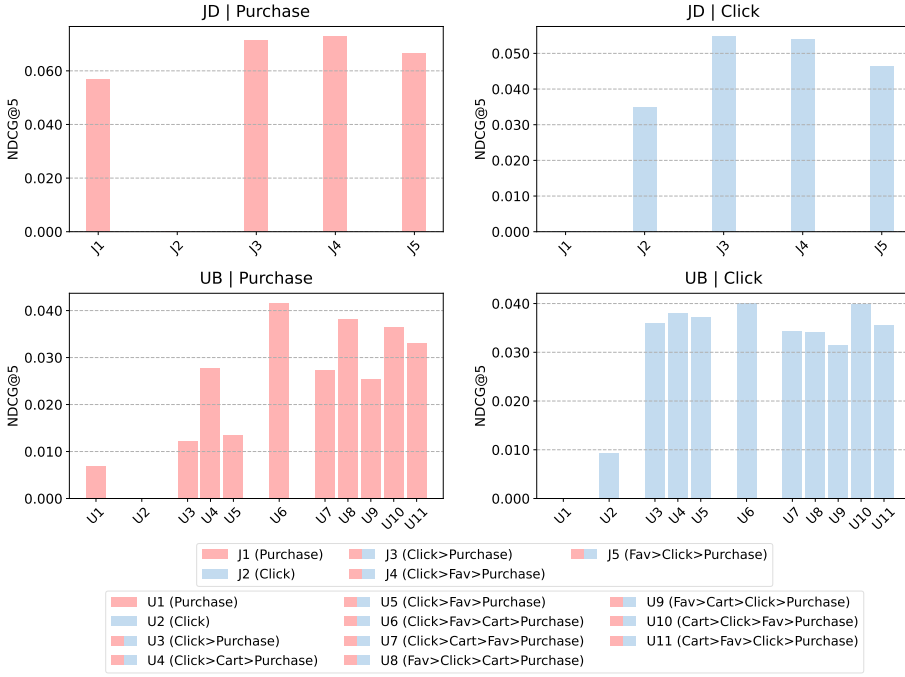 JD | Purchase
NDCG@5
0.060
0.040
0.020
0.000
J1 J2 J3 J4 J5
JD | Click
NDCG@5
0.050
0.040
0.030
0.020
0.010
0.000
J1 J2 J3 J4 J5
UB | Purchase
NDCG@5
0.040
0.030
0.020
0.010
0.000
U1 U2 U3 U4 U5 U6 U7 U8 U9 U10 U11
UB | Click
NDCG@5
0.040
0.030
0.020
0.010
0.000
U1 U2 U3 U4 U5 U6 U7 U8 U9 U10 U11
J1 (Purchase)
J2 (Click)
J3 (Click>Purchase)
J4 (Click>Fav>Purchase)
J5 (Fav>Click>Purchase)
U1 (Purchase)
U2 (Click)
U3 (Click>Purchase)
U4 (Click>Cart>Purchase)
U5 (Click>Fav>Purchase)
U6 (Click>Fav>Cart>Purchase)
U7 (Click>Cart>Fav>Purchase)
U8 (Fav>Click>Cart>Purchase)
U9 (Fav>Cart>Click>Purchase)
U10 (Cart>Click>Fav>Purchase)
U11 (Cart>Fav>Click>Purchase)